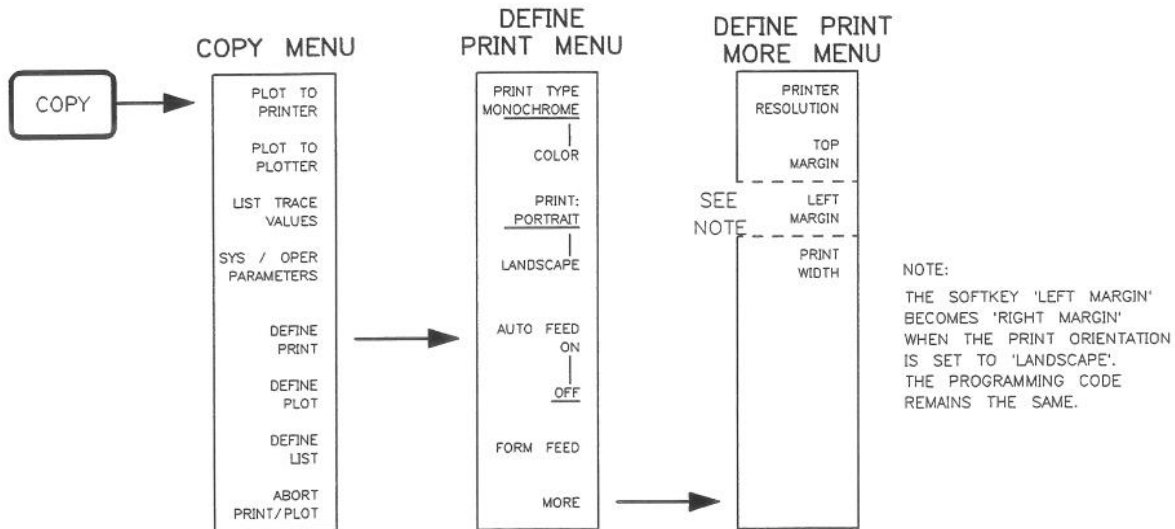 COPY
COPY MENU
PLOT TO
PRINTER
PLOT TO
PLOTTER
LIST TRACE
VALUES
SYS / OPER
PARAMETERS
DEFINE
PRINT
DEFINE
PLOT
DEFINE
LIST
ABORT
PRINT/PLOT
DEFINE
PRINT MENU
PRINT TYPE
MONOCHROME
COLOR
PRINT:
PORTRAIT
LANDSCAPE
AUTO FEED
ON
OFF
FORM FEED
MORE
DEFINE PRINT
MORE MENU
PRINTER
RESOLUTION
TOP
MARGIN
SEE
NOTE
LEFT
MARGIN
PRINT
WIDTH
NOTE:
THE SOFTKEY 'LEFT MARGIN'
BECOMES 'RIGHT MARGIN'
WHEN THE PRINT ORIENTATION
IS SET TO 'LANDSCAPE'.
THE PROGRAMMING CODE
REMAINS THE SAME.